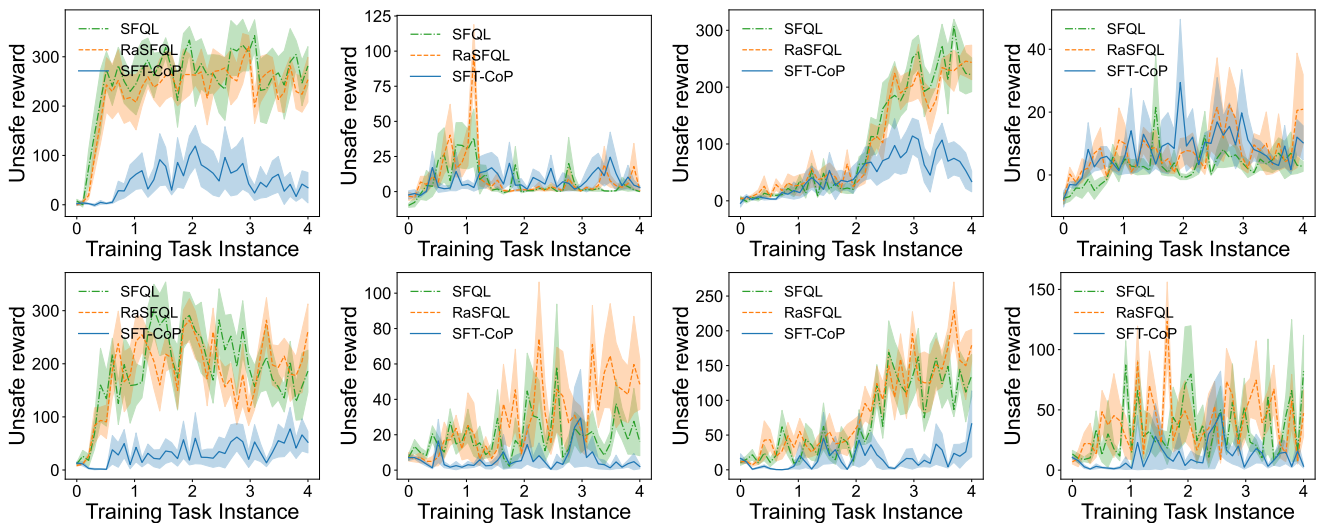 Unsafe reward
300
200
100
0
SFQL
RaSFQL
SFT-CoP
0 1 2 3 4
Training Task Instance
Unsafe reward
125
100
75
50
25
0
SFQL
RaSFQL
SFT-CoP
0 1 2 3 4
Training Task Instance
Unsafe reward
300
200
100
0
SFQL
RaSFQL
SFT-CoP
0 1 2 3 4
Training Task Instance
Unsafe reward
40
20
0
SFQL
RaSFQL
SFT-CoP
0 1 2 3 4
Training Task Instance
Unsafe reward
300
200
100
0
SFQL
RaSFQL
SFT-CoP
0 1 2 3 4
Training Task Instance
Unsafe reward
100
80
60
40
20
0
SFQL
RaSFQL
SFT-CoP
0 1 2 3 4
Training Task Instance
Unsafe reward
250
200
150
100
50
0
SFQL
RaSFQL
SFT-CoP
0 1 2 3 4
Training Task Instance
Unsafe reward
150
100
50
0
SFQL
RaSFQL
SFT-CoP
0 1 2 3 4
Training Task Instance